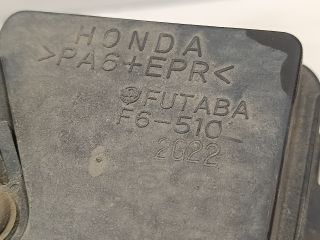 HONDA
>PA6+EPR<
FUTABA
F6-510
2022